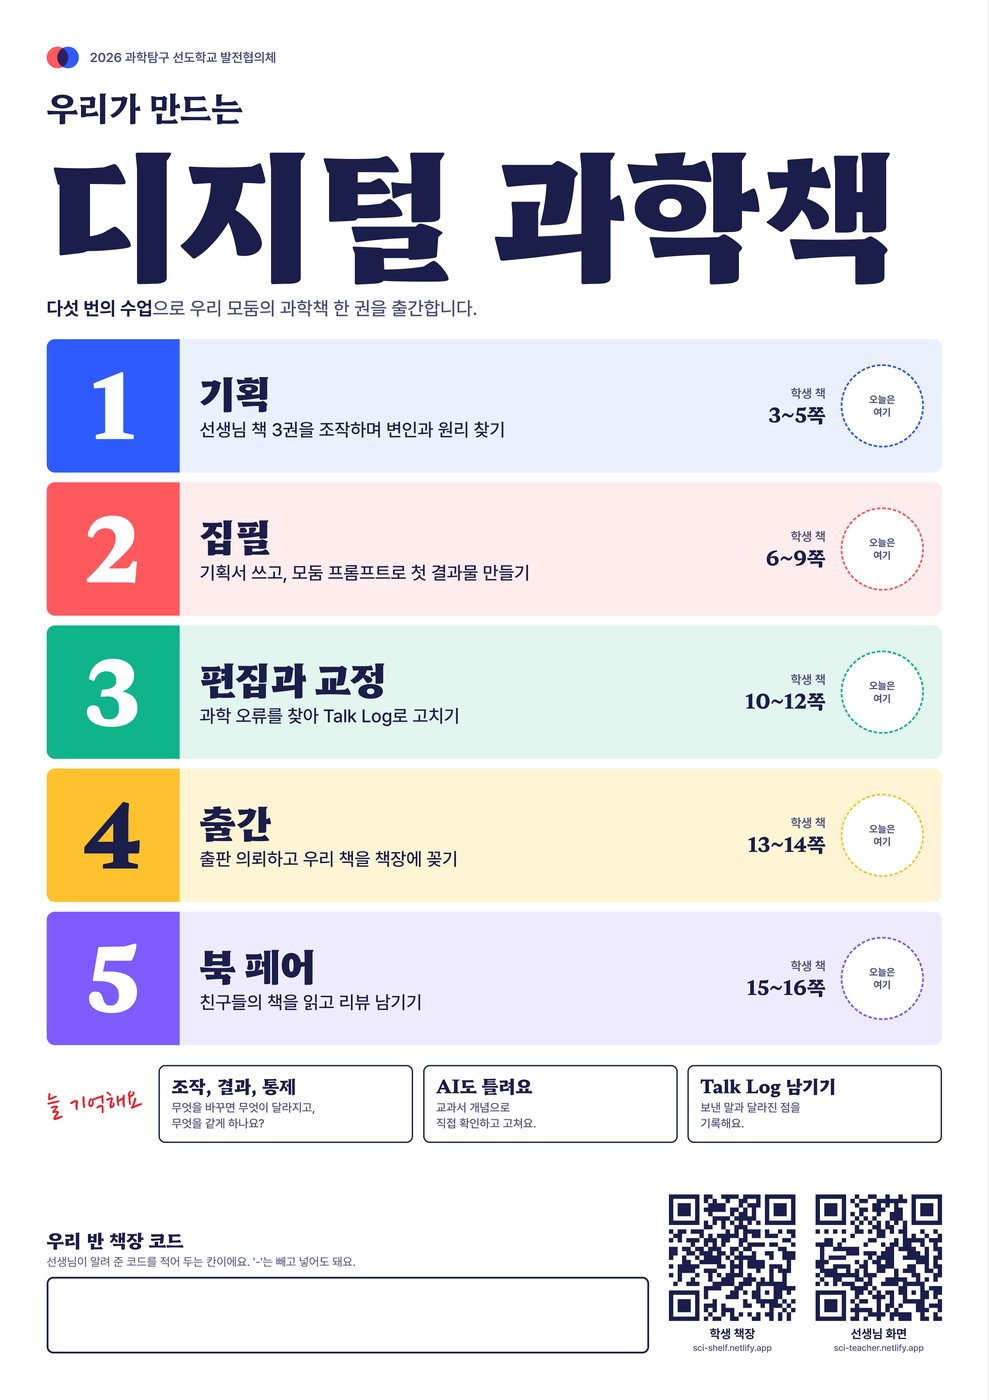 2026 과학탐구 선도학교 발전협의체
우리가 만드는
디지털 과학책
다섯 번의 수업으로 우리 모둠의 과학책 한 권을 출간합니다.
1
기획
선생님 책 3권을 조작하며 변인과 원리 찾기
학생 책
3~5쪽
오늘은
여기
2
집필
기획서 쓰고, 모둠 프롬프트로 첫 결과물 만들기
학생 책
6~9쪽
오늘은
여기
3
편집과 교정
과학 오류를 찾아 Talk Log로 고치기
학생 책
10~12쪽
오늘은
여기
4
출간
출판 의뢰하고 우리 책을 책장에 꽂기
학생 책
13~14쪽
오늘은
여기
5
북 페어
친구들의 책을 읽고 리뷰 남기기
학생 책
15~16쪽
오늘은
여기
늘 기억해요
조작, 결과, 통제
무엇을 바꾸면 무엇이 달라지고,
무엇을 같게 하나요?
AI도 틀려요
교과서 개념으로
직접 확인하고 고쳐요.
Talk Log 남기기
보낸 말과 달라진 점을
기록해요.
우리 반 책장 코드
선생님이 알려 준 코드를 적어 두는 칸이에요. '-'는 빼고 넣어도 돼요.
학생 책장
sci-shelf.netlify.app
선생님 화면
sci-teacher.netlify.app